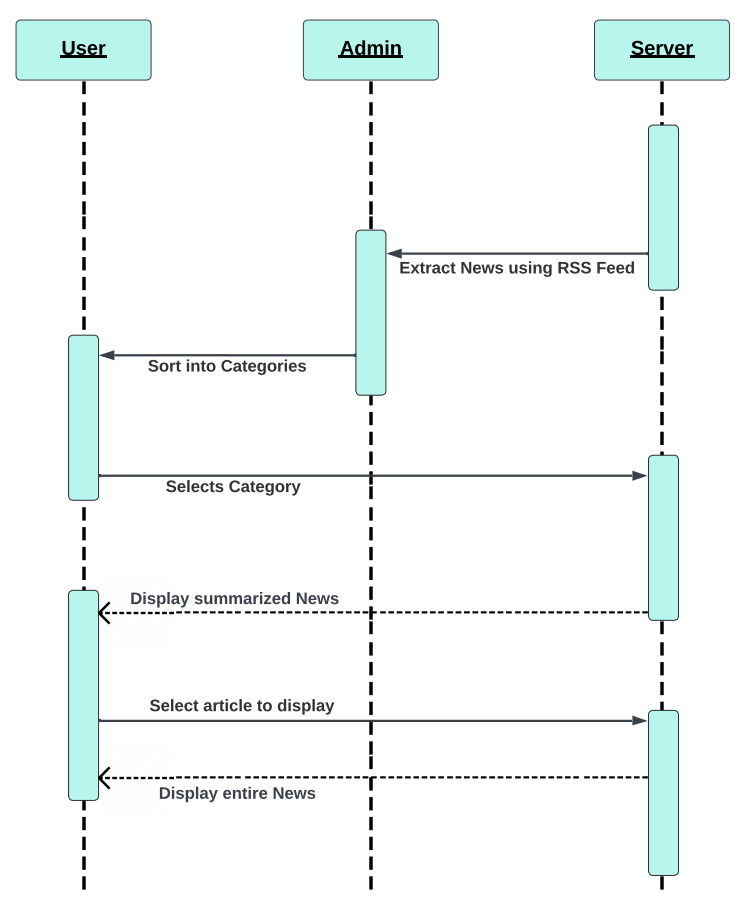 User
Admin
Server
Extract News using RSS Feed
Sort into Categories
Selects Category
Display summarized News
Select article to display
Display entire News